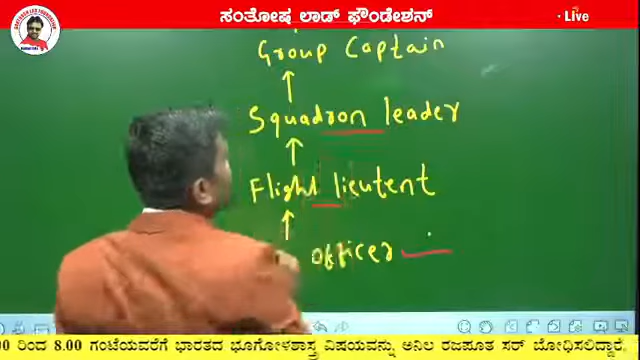 ಸಂತೋಷ ಲಾಡ್ ಫೌಂಡೇಶನ್
Live
Group Captain
Squadron leader
Flight lieutent
officer
ರಿಂದ 8.00 ಗಂಟೆಯವರೆಗೆ ಭಾರತದ ಭೂಗೋಳಶಾಸ್ತ್ರ ವಿಷಯವನ್ನು ಅನಿಲ ರಜಪೂತ ಸರ್ ಬೋಧಿಸಲಿದ್ದಾರೆ.